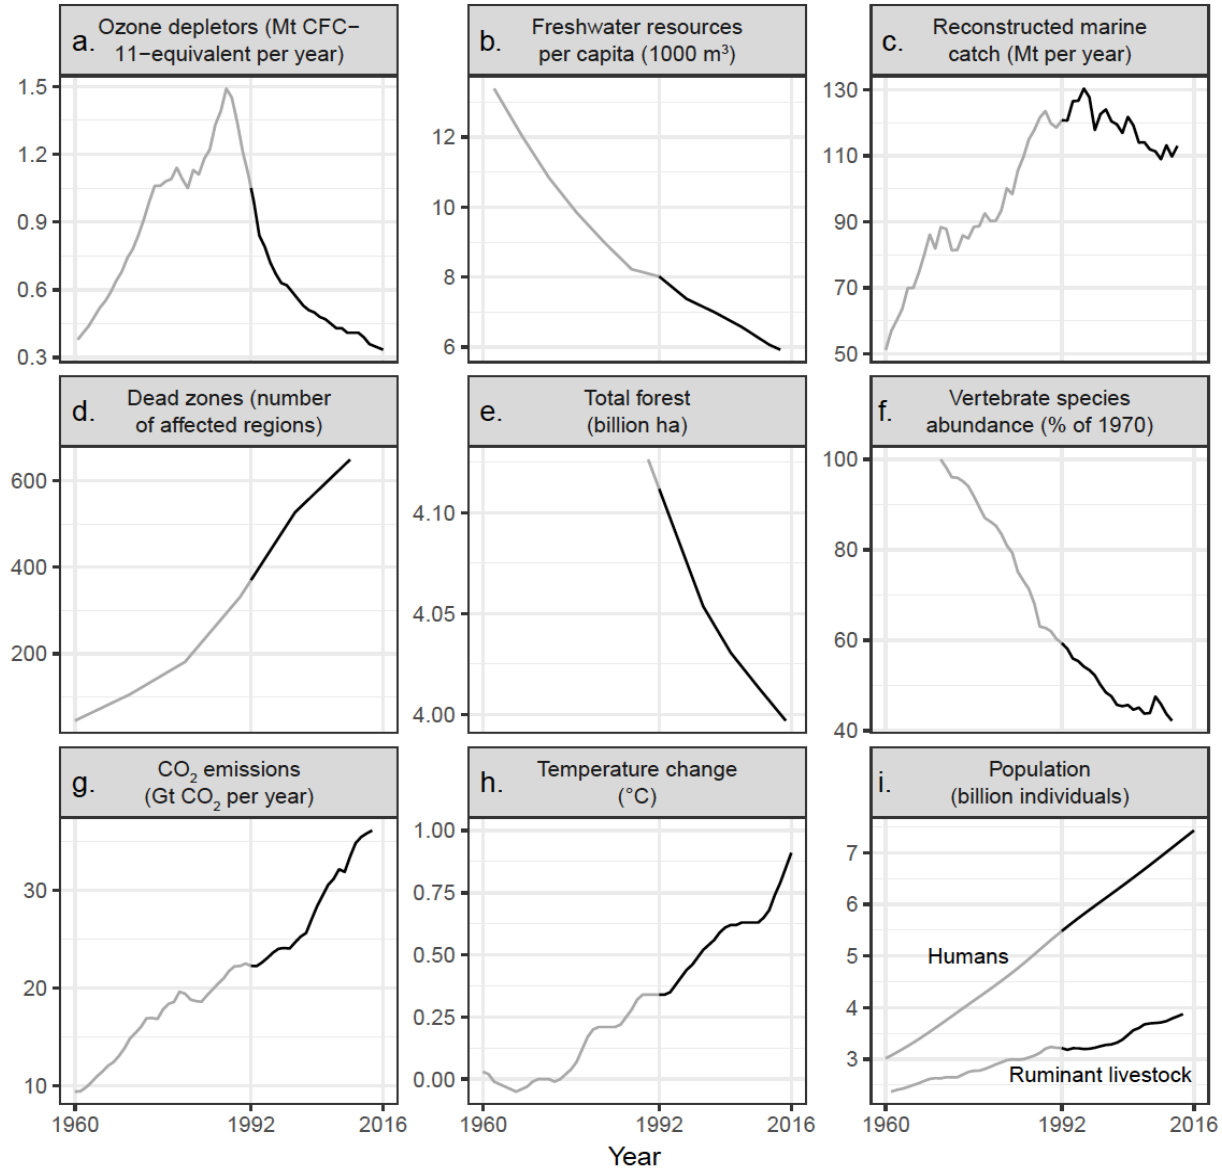 a.
Ozone depletors (Mt CFC−
11−equivalent per year)
1.5
1.2
0.9
0.6
0.3
b.
Freshwater resources
per capita (1000 m³)
12
10
8
6
c.
Reconstructed marine
catch (Mt per year)
130
110
90
70
50
d.
Dead zones (number
of affected regions)
600
400
200
e.
Total forest
(billion ha)
4.10
4.05
4.00
f.
Vertebrate species
abundance (% of 1970)
100
80
60
40
g.
CO₂ emissions
(Gt CO₂ per year)
30
20
10
1960 1992 2016
h.
Temperature change
(°C)
1.00
0.75
0.50
0.25
0.00
1960 1992 2016
i.
Population
(billion individuals)
7
6
5
4
3
Humans
Ruminant livestock
1960 1992 2016
Year